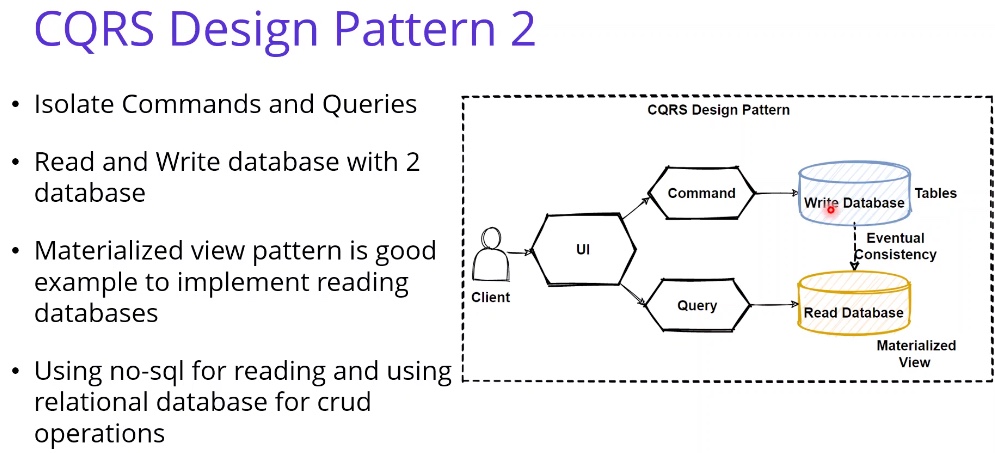 CQRS Design Pattern 2
• Isolate Commands and Queries
• Read and Write database with 2
database
• Materialized view pattern is good
example to implement reading
databases
• Using no-sql for reading and using
relational database for crud
operations
CQRS Design Pattern
Client
UI
Command
Write Database
Tables
Eventual
Consistency
Query
Read Database
Materialized
View